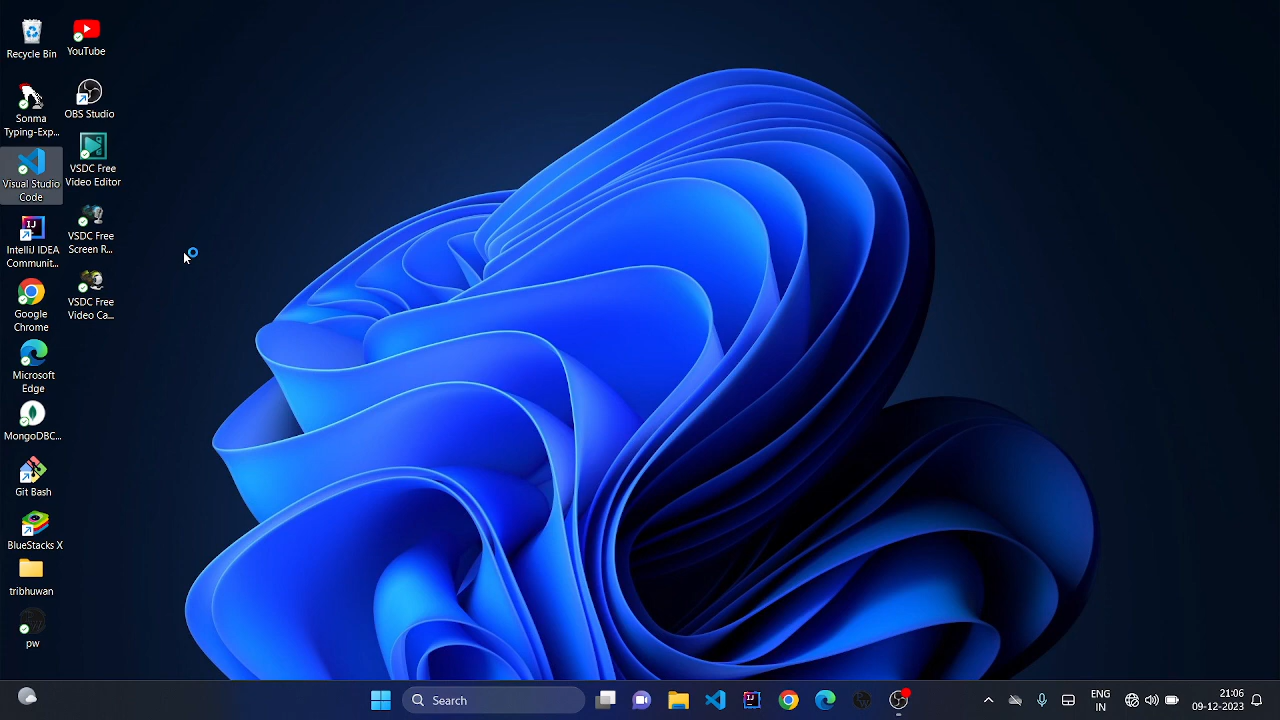 Recycle Bin
YouTube
Sonma
Typing-Exp...
OBS Studio
Visual Studio
Code
VSDC Free
Video Editor
IntelliJ IDEA
Communit...
VSDC Free
Screen R...
Google
Chrome
VSDC Free
Video Ca...
Microsoft
Edge
MongoDBC...
Git Bash
BlueStacks X
tribhuwan
pw
Search
ENG
IN
21:06
09-12-2023